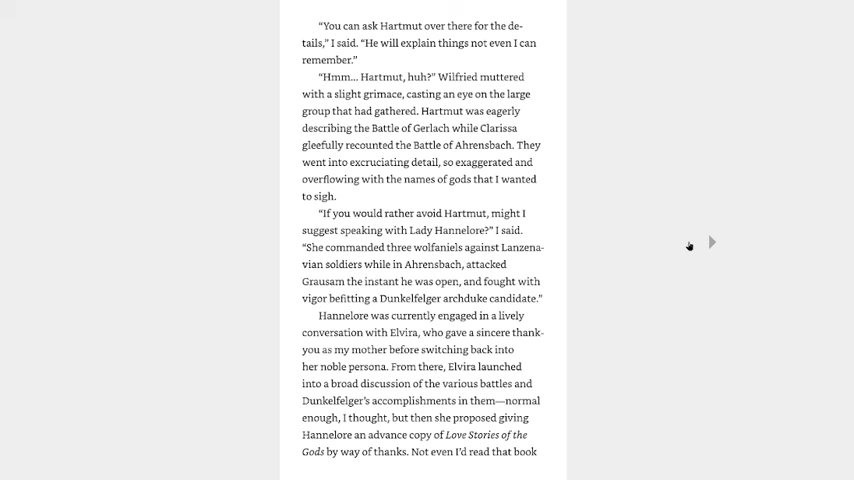 “You can ask Hartmut over there for the de-
tails,” I said. “He will explain things not even I can
remember.”
“Hmm... Hartmut, huh?” Wilfried muttered
with a slight grimace, casting an eye on the large
group that had gathered. Hartmut was eagerly
describing the Battle of Gerlach while Clarissa
gleefully recounted the Battle of Ahrensbach. They
went into excruciating detail, so exaggerated and
overflowing with the names of gods that I wanted
to sigh.
“If you would rather avoid Hartmut, might I
suggest speaking with Lady Hannelore?” I said.
“She commanded three wolfaniels against Lanzena-
vian soldiers while in Ahrensbach, attacked
Grausam the instant he was open, and fought with
vigor befitting a Dunkelfelger archduke candidate.”
Hannelore was currently engaged in a lively
conversation with Elvira, who gave a sincere thank-
you as my mother before switching back into
her noble persona. From there, Elvira launched
into a broad discussion of the various battles and
Dunkelfelger’s accomplishments in them—normal
enough, I thought, but then she proposed giving
Hannelore an advance copy of Love Stories of the
Gods by way of thanks. Not even I’d read that book